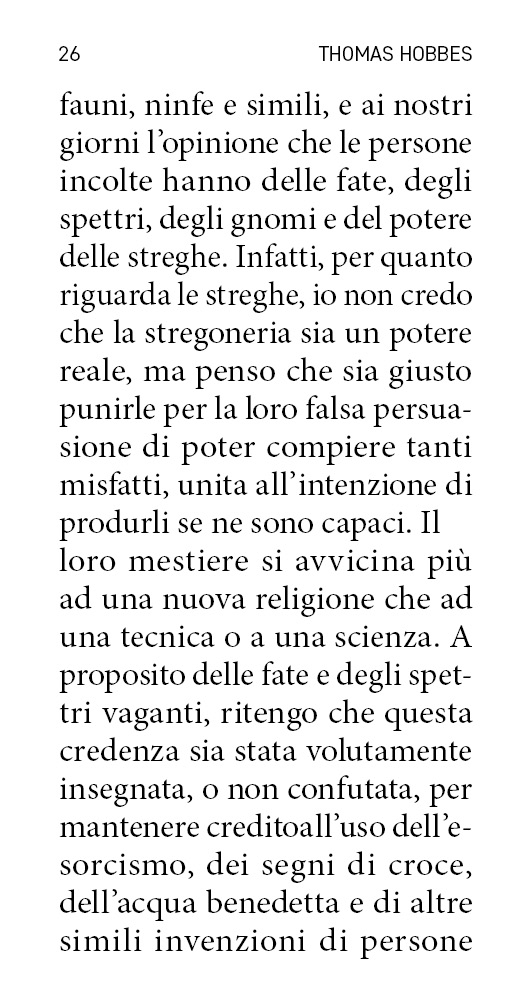 26 THOMAS HOBBES
fauni, ninfe e simili, e ai nostri
giorni l’opinione che le persone
incolte hanno delle fate, degli
spettri, degli gnomi e del potere
delle streghe. Infatti, per quanto
riguarda le streghe, io non credo
che la stregoneria sia un potere
reale, ma penso che sia giusto
punirle per la loro falsa persua-
sione di poter compiere tanti
misfatti, unita all’intenzione di
produrli se ne sono capaci. Il
loro mestiere si avvicina più
ad una nuova religione che ad
una tecnica o a una scienza. A
proposito delle fate e degli spet-
tri vaganti, ritengo che questa
credenza sia stata volutamente
insegnata, o non confutata, per
mantenere creditoall’uso dell’e-
sorcismo, dei segni di croce,
dell’acqua benedetta e di altre
simili invenzioni di persone